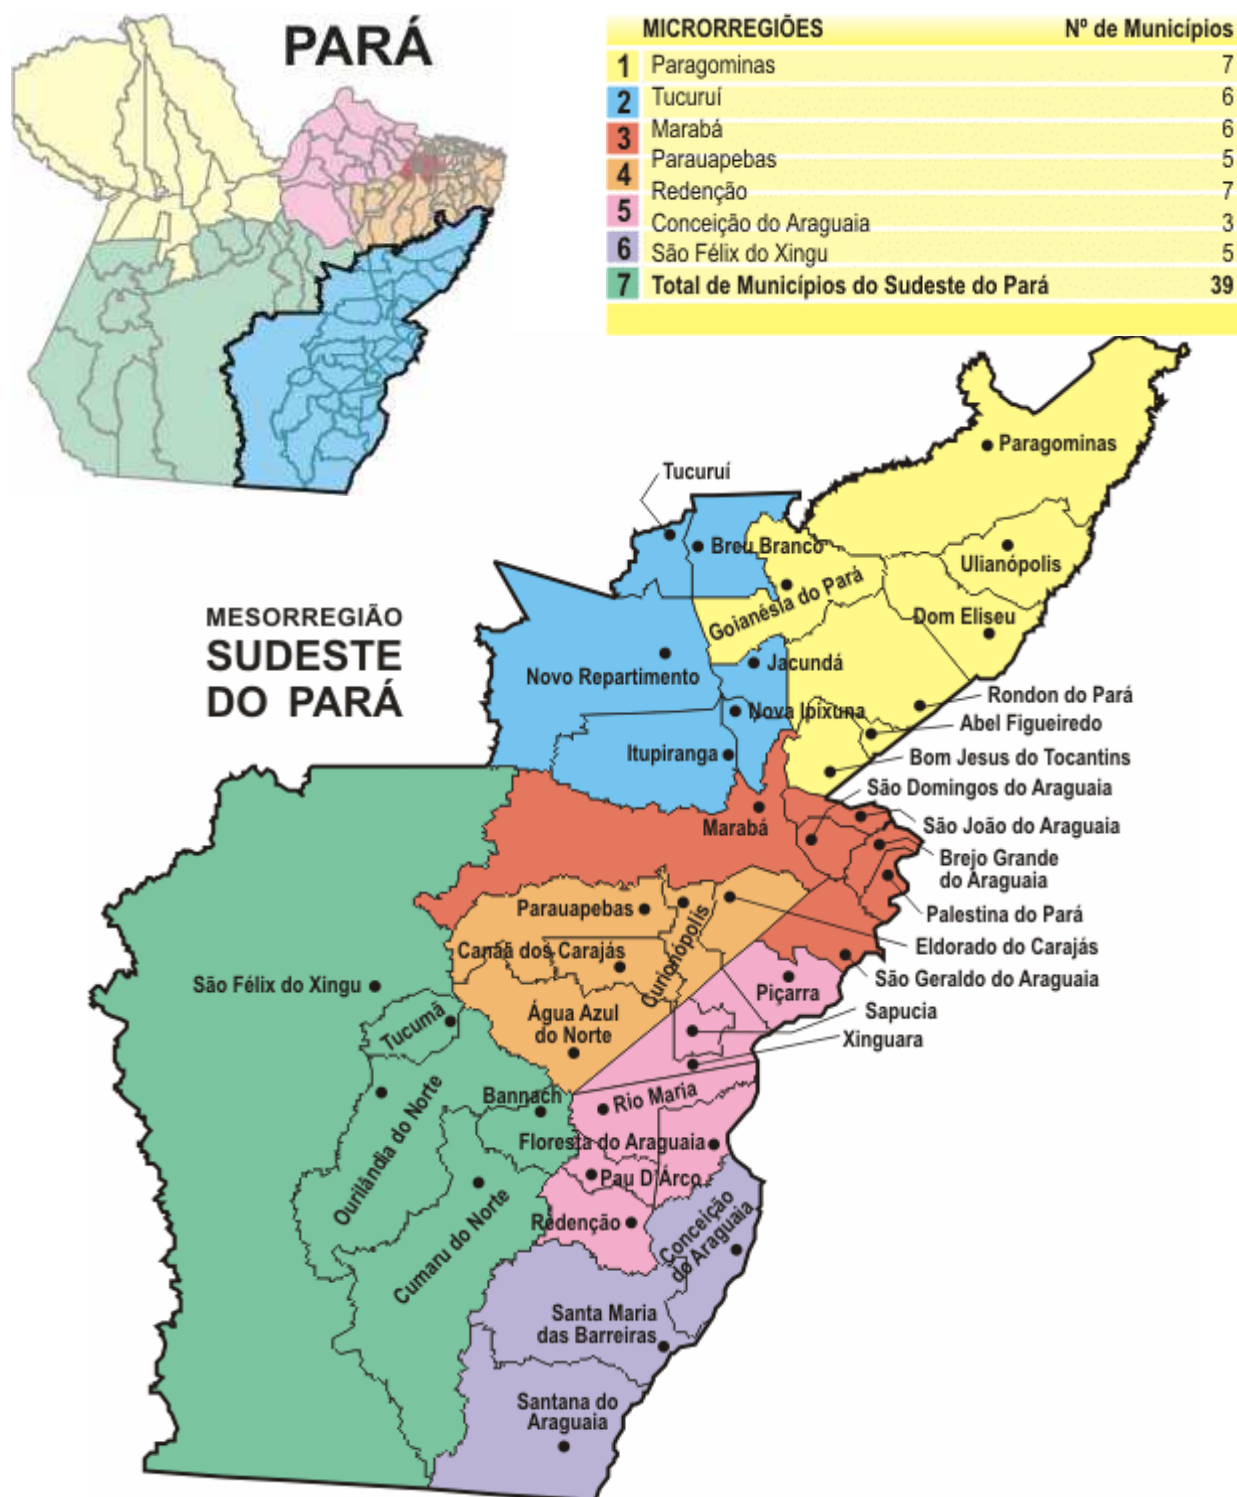 PARÁ
MICRORREGIÕES Nº de Municípios
1 Paragominas 7
2 Tucuruí 6
3 Marabá 6
4 Parauapebas 5
5 Redenção 7
6 Conceição do Araguaia 3
7 São Félix do Xingu 5
Total de Municípios do Sudeste do Pará 39
MESORREGIÃO
SUDESTE
DO PARÁ
Paragominas
Tucuruí
Breu Branco
Ulianópolis
Goianésia do Pará
Dom Eliseu
Novo Repartimento
Jacundá
Rondon do Pará
Nova Ipixuna
Abel Figueiredo
Itupiranga
Bom Jesus do Tocantins
São Domingos do Araguaia
Marabá
São João do Araguaia
Brejo Grande
do Araguaia
Parauapebas
Curionópolis
Palestina do Pará
Canaã dos Carajás
Eldorado do Carajás
São Félix do Xingu
Piçarra
São Geraldo do Araguaia
Água Azul
do Norte
Sapucia
Tucumã
Xinguara
Bannach
Rio Maria
Ourilândia do Norte
Floresta do Araguaia
Pau D'Árco
Cumaru do Norte
Redenção
Conceição
do Araguaia
Santa Maria
das Barreiras
Santana do
Araguaia